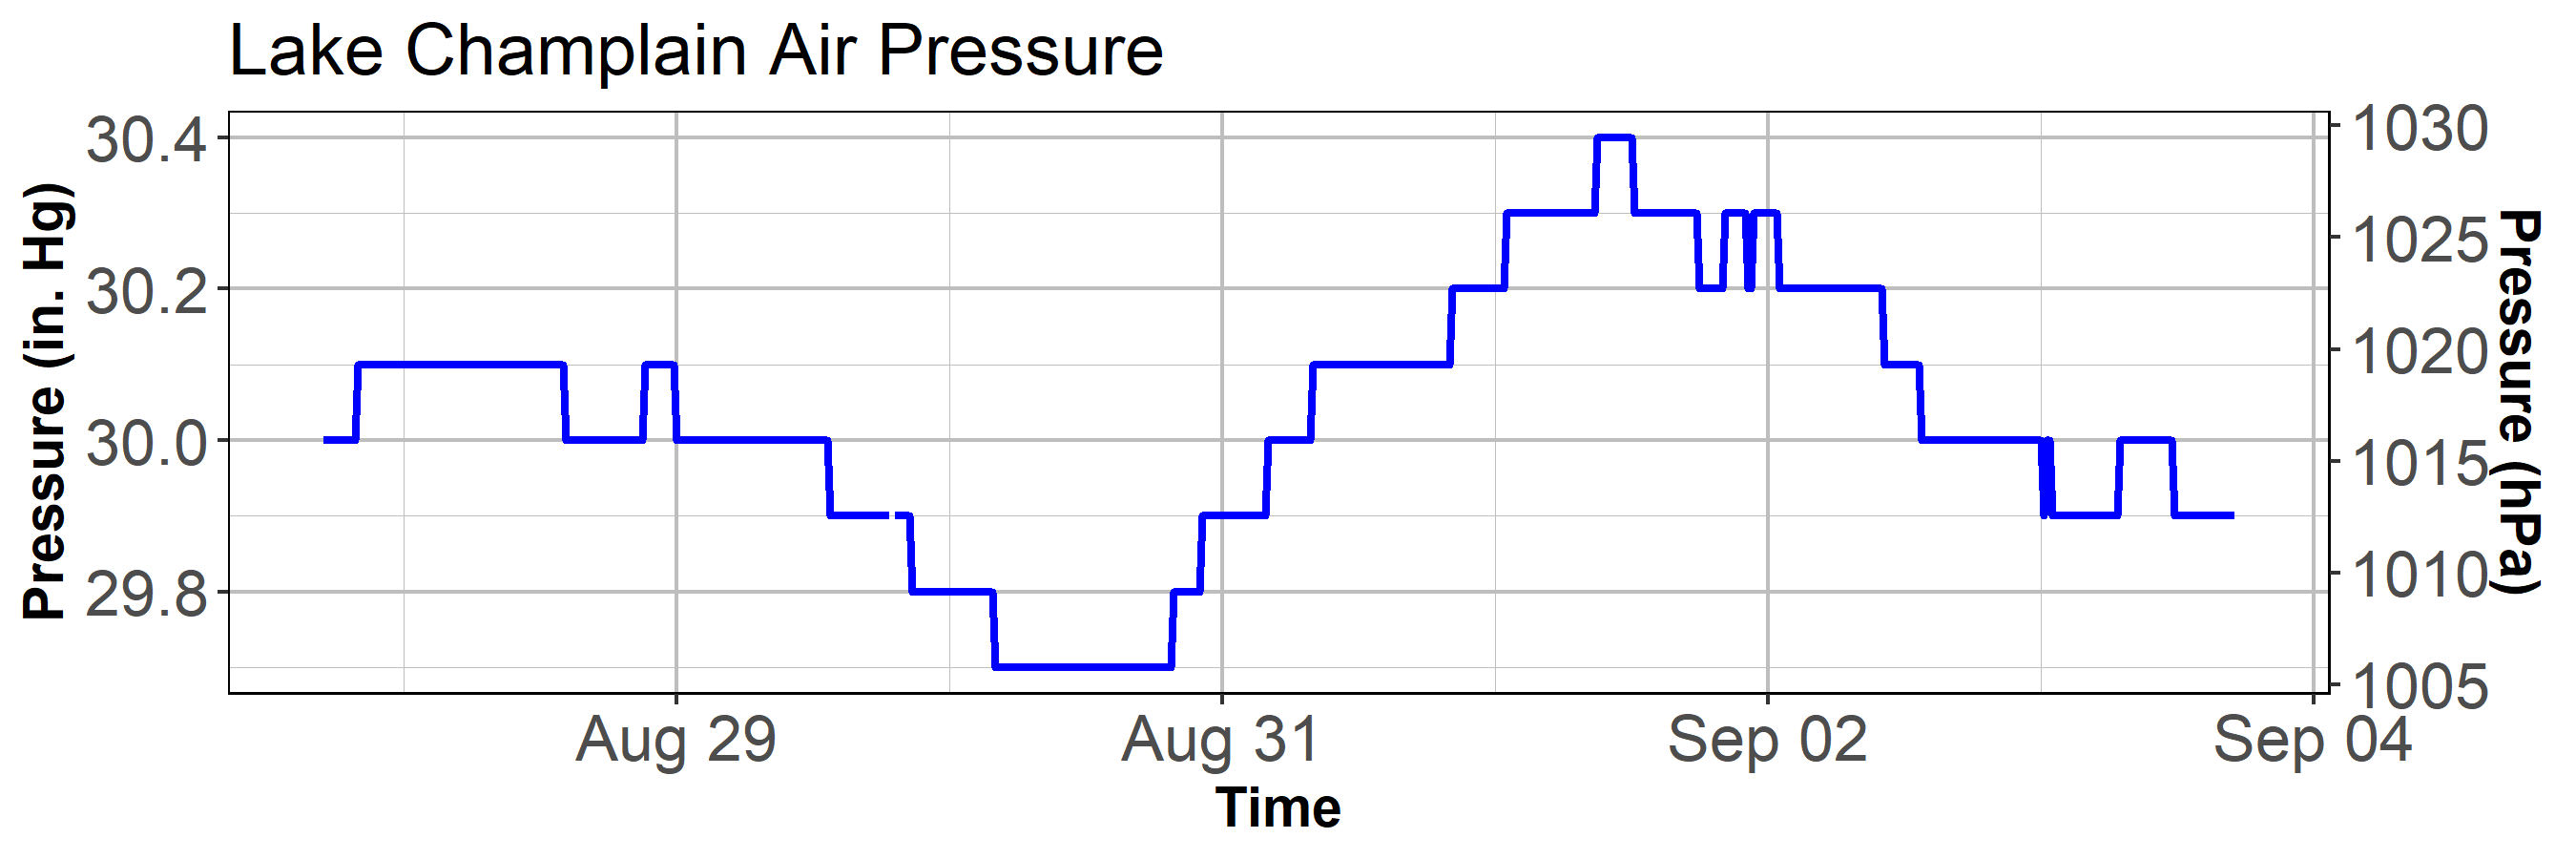 Lake Champlain Air Pressure
Pressure (in. Hg)
30.4
30.2
30.0
29.8
1030
1025
1020
1015
1010
1005
Pressure (hPa)
Aug 29 Aug 31 Sep 02 Sep 04
Time